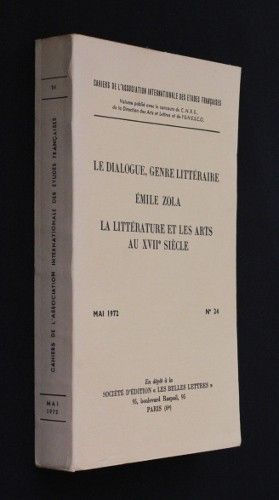 CAHIERS DE L'ASSOCIATION INTERNATIONALE DES ETUDES FRANÇAISES
Volume publié avec le concours du C.N.R.S.,
de la Direction des Arts et Lettres et de l'U.N.E.S.C.O.
LE DIALOGUE, GENRE LITTÉRAIRE
ÉMILE ZOLA
LA LITTÉRATURE ET LES ARTS
AU XVIIe SIÈCLE
MAI 1972 N° 24
En dépôt à la
SOCIÉTÉ D'ÉDITION « LES BELLES LETTRES »
95, boulevard Raspail, 95
PARIS (6e)
CAHIERS DE L'ASSOCIATION INTERNATIONALE DES ETUDES FRANÇAISES
MAI
1972